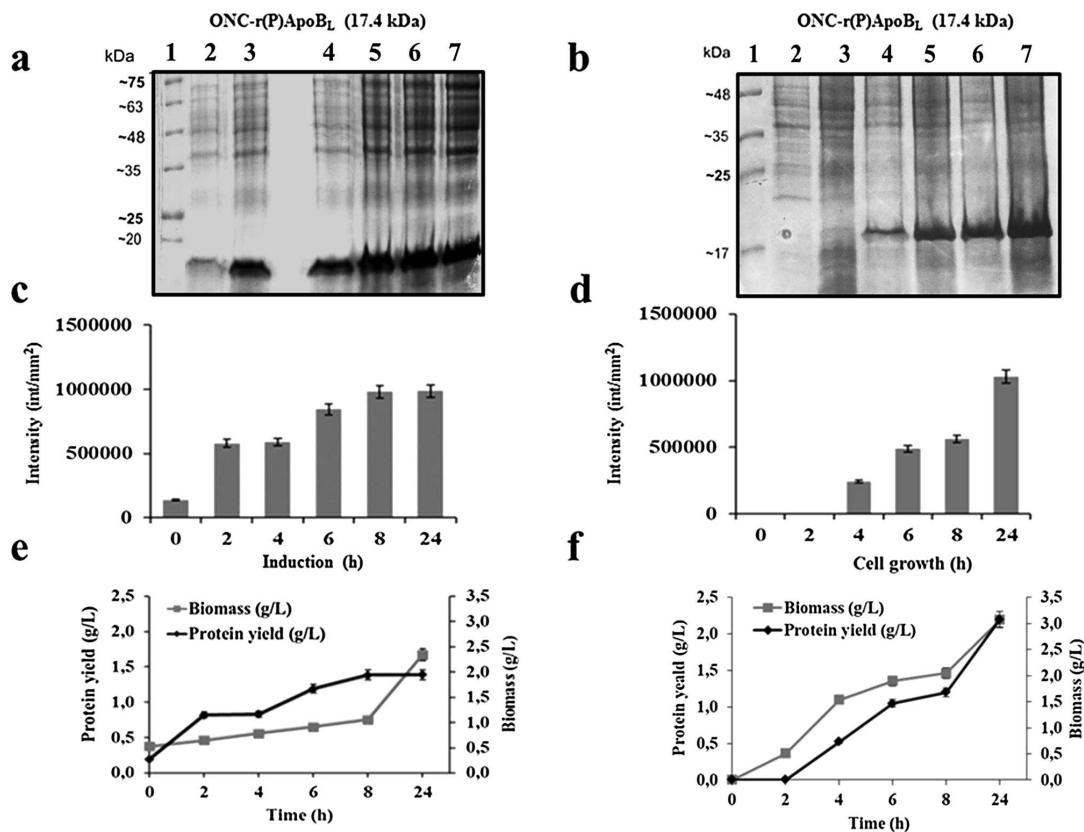 ONC-r(P)ApoBL (17.4 kDa)
a
kDa 1 2 3 4 5 6 7
~75
~63
~48
~35
~25
~20
ONC-r(P)ApoBL (17.4 kDa)
b
kDa 1 2 3 4 5 6 7
~48
~35
~25
~17
c
Intensity (int/mm²)
1500000
1000000
500000
0
0 2 4 6 8 24
Induction (h)
d
Intensity (int/mm²)
1500000
1000000
500000
0
0 2 4 6 8 24
Cell growth (h)
e
Protein yield (g/L)
2,5
2,0
1,5
1,0
0,5
0,0
Biomass (g/L)
Protein yield (g/L)
3,5
3,0
2,5
2,0
1,5
1,0
0,5
0,0
Biomass (g/L)
0 2 4 6 8 24
Time (h)
f
Protein yeald (g/L)
2,5
2,0
1,5
1,0
0,5
0,0
Biomass (g/L)
Protein yield (g/L)
3,5
3,0
2,5
2,0
1,5
1,0
0,5
0,0
Biomass (g/L)
0 2 4 6 8 24
Time (h)